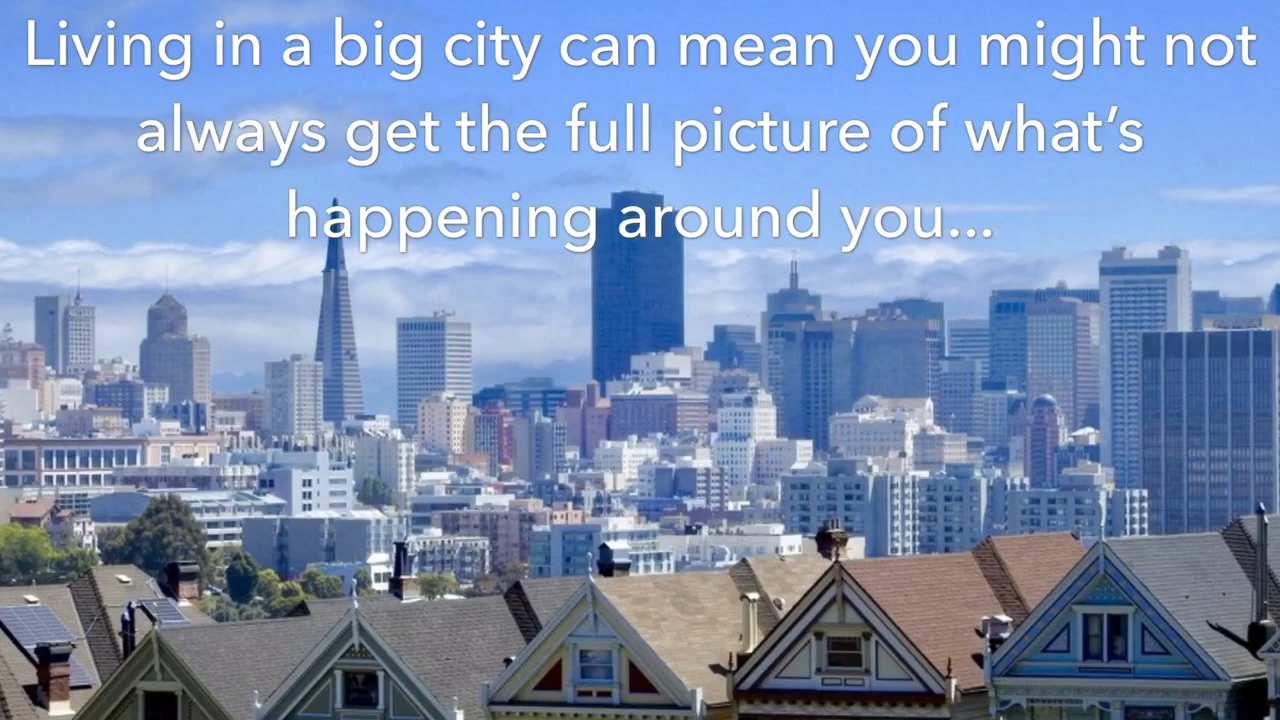 Living in a big city can mean you might not
always get the full picture of what’s
happening around you...